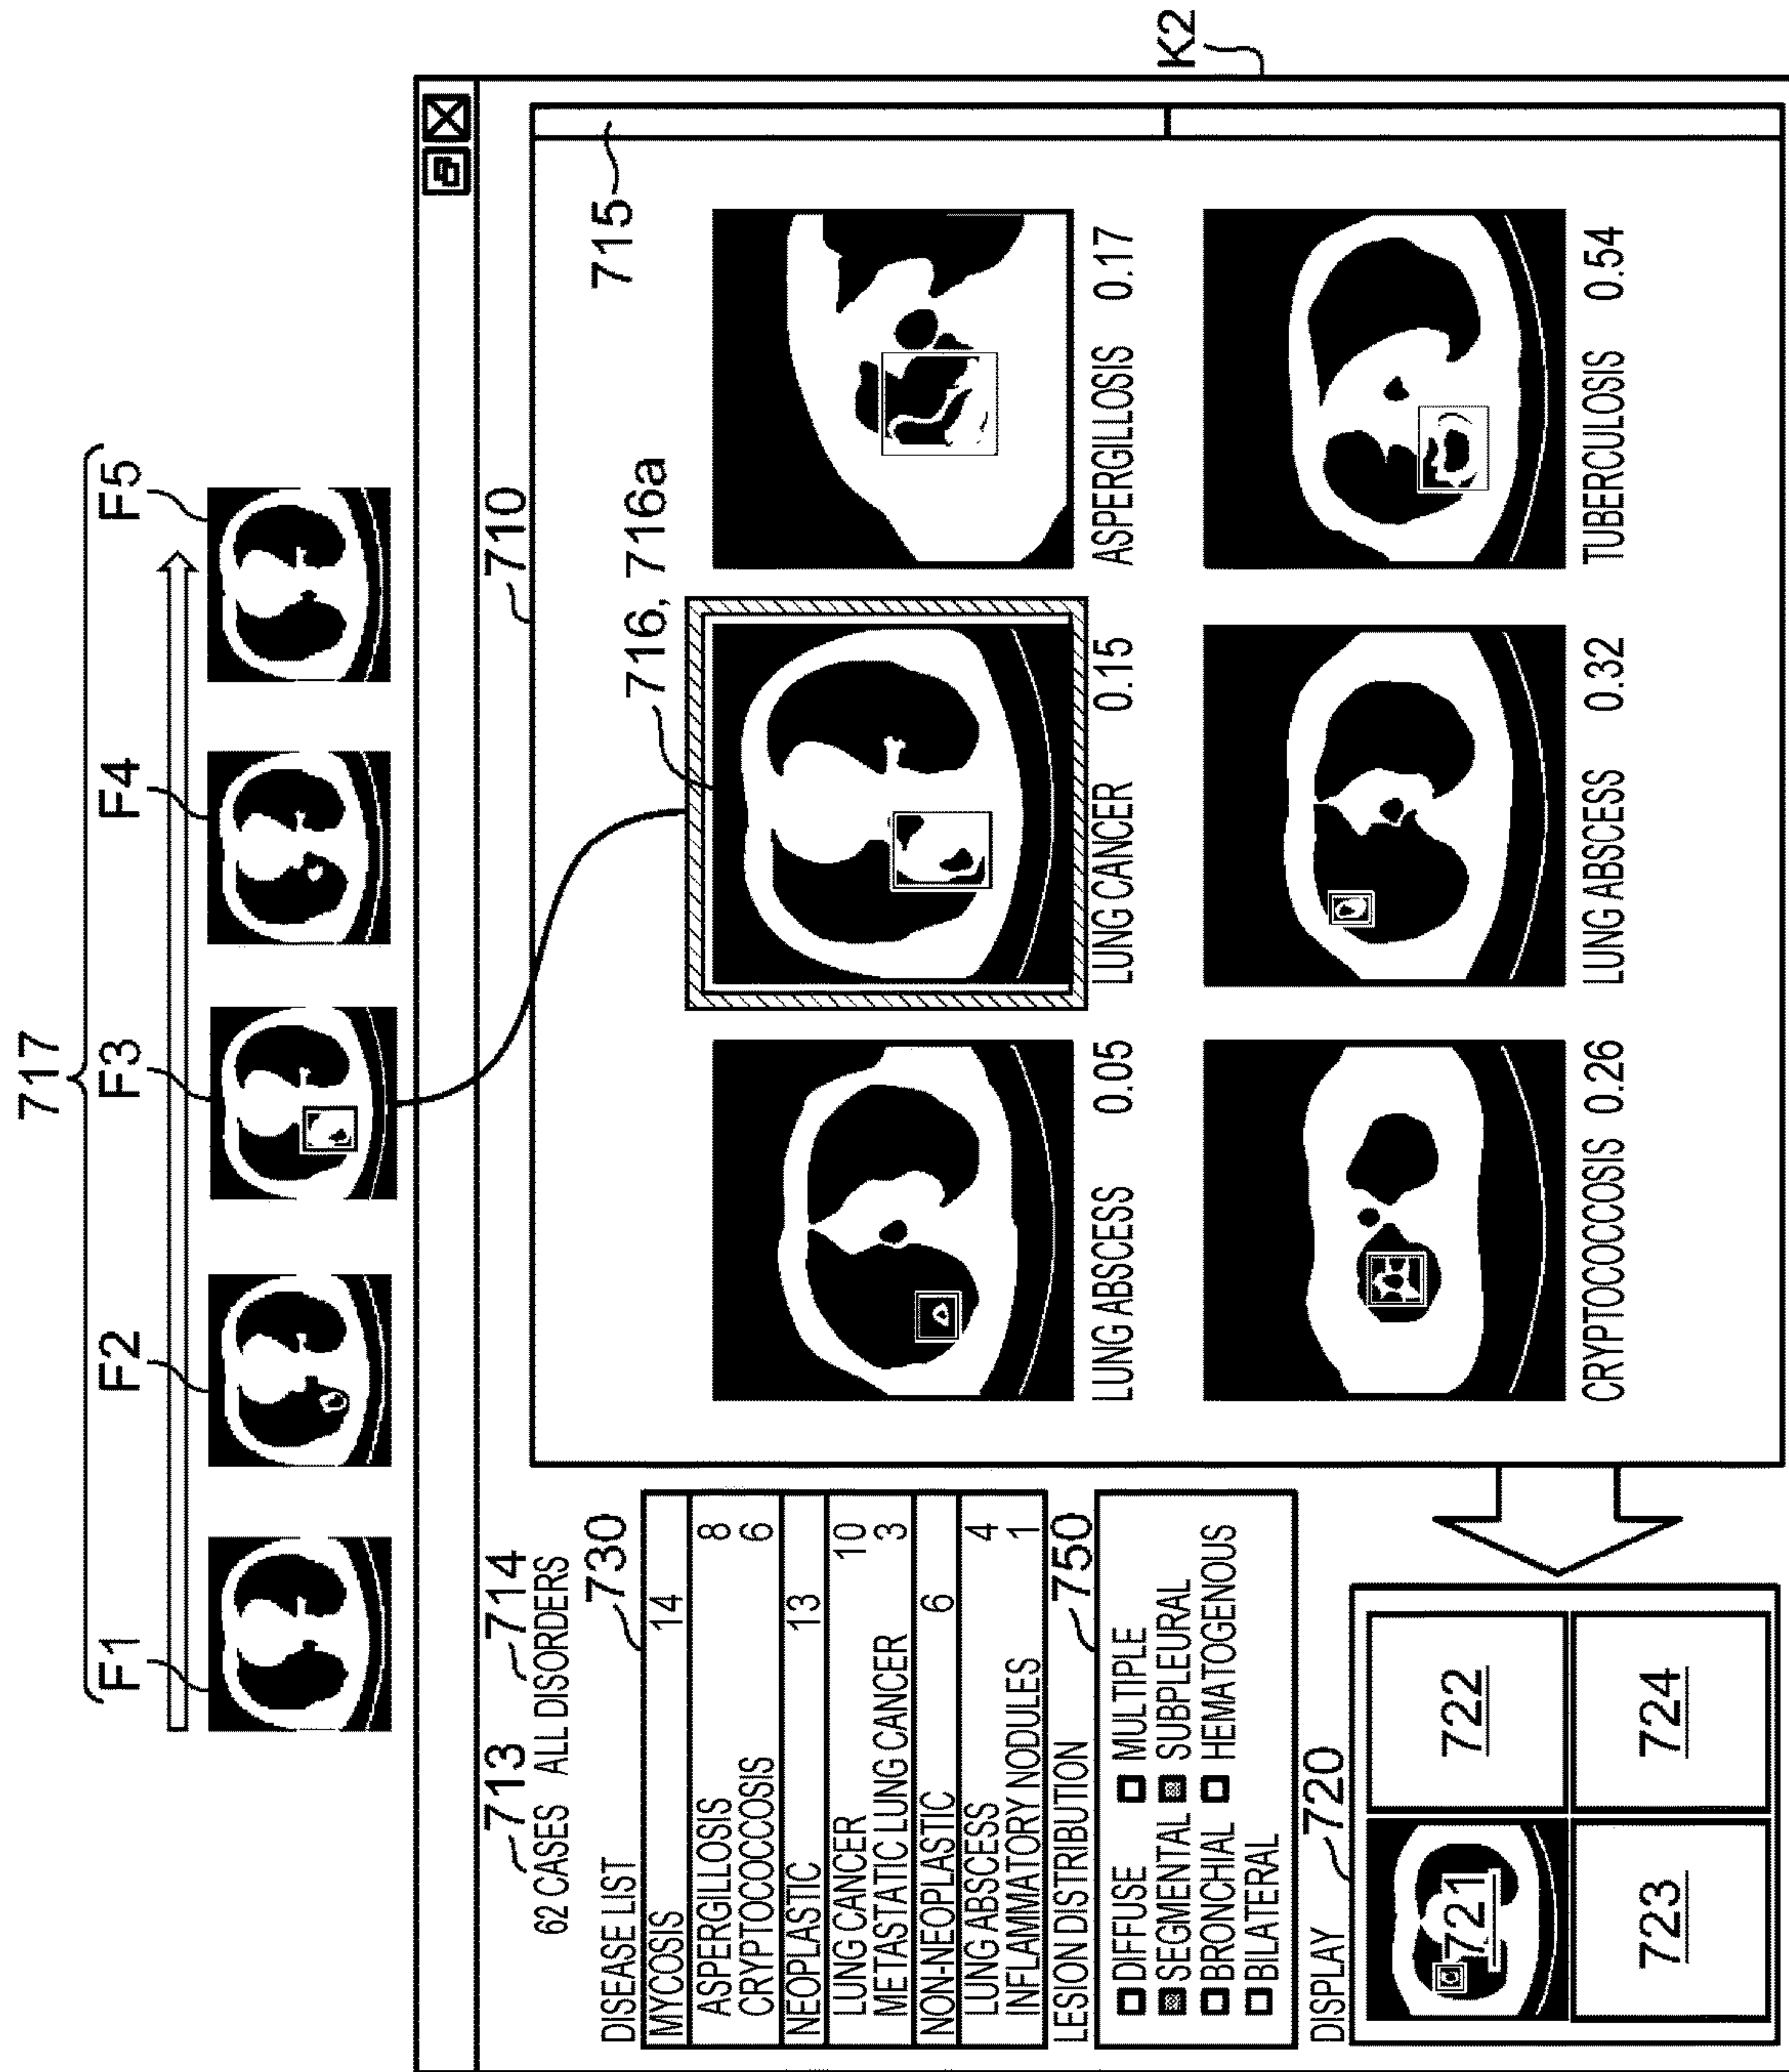 717
F1 F2 F3 F4 F5
713 714
62 CASES ALL DISORDERS
DISEASE LIST 730
MYCOSIS 14
ASPERGILLOSIS 8
CRYPTOCOCCOSIS 6
NEOPLASTIC 13
LUNG CANCER 10
METASTATIC LUNG CANCER 3
NON-NEOPLASTIC 6
LUNG ABSCESS 4
INFLAMMATORY NODULES 1
LESION DISTRIBUTION 750
DIFFUSE MULTIPLE
SEGMENTAL SUBPLEURAL
BRONCHIAL HEMATOGENOUS
BILATERAL
DISPLAY 720
721 722
723 724
710
716, 716a
715
LUNG ABSCESS 0.05 LUNG CANCER 0.15 ASPERGILLOSIS 0.17
CRYPTOCOCCOSIS 0.26 LUNG ABSCESS 0.32 TUBERCULOSIS 0.54
K2